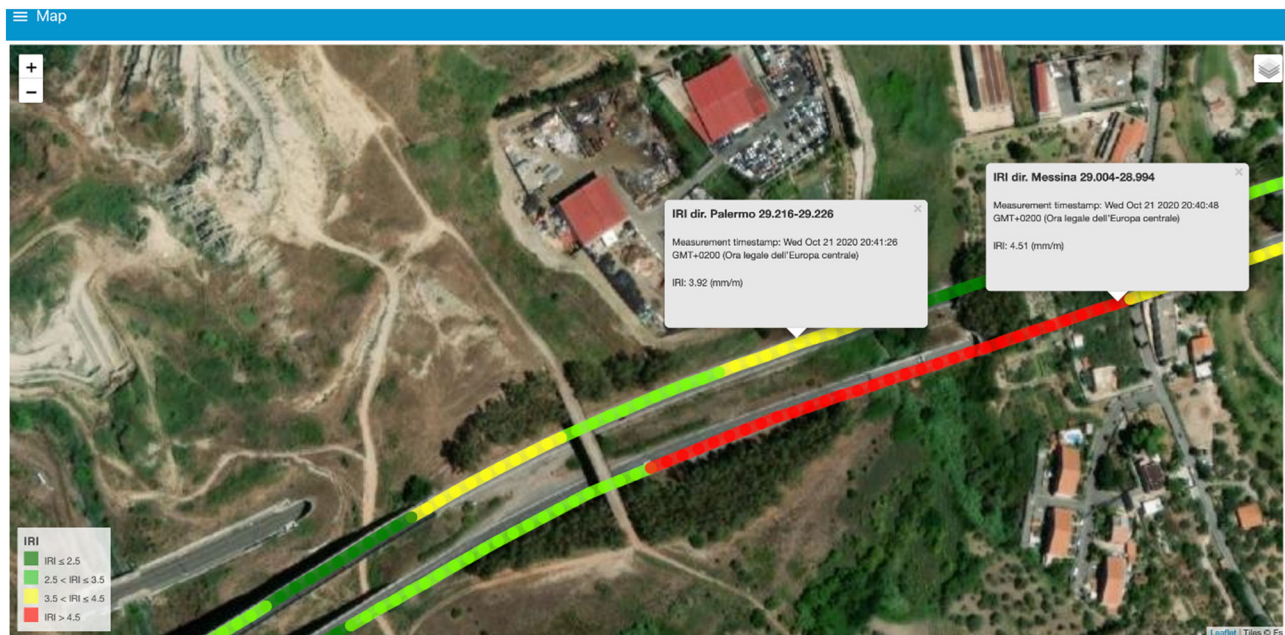 Map
+
−
IRI dir. Messina 29.004-28.994
Measurement timestamp: Wed Oct 21 2020 20:40:48
GMT+0200 (Ora legale dell'Europa centrale)
IRI: 4.51 (mm/m)
IRI dir. Palermo 29.216-29.226
Measurement timestamp: Wed Oct 21 2020 20:41:26
GMT+0200 (Ora legale dell'Europa centrale)
IRI: 3.92 (mm/m)
IRI
IRI ≤ 2.5
2.5 < IRI ≤ 3.5
3.5 < IRI ≤ 4.5
IRI > 4.5
Leaflet | Tiles © Es